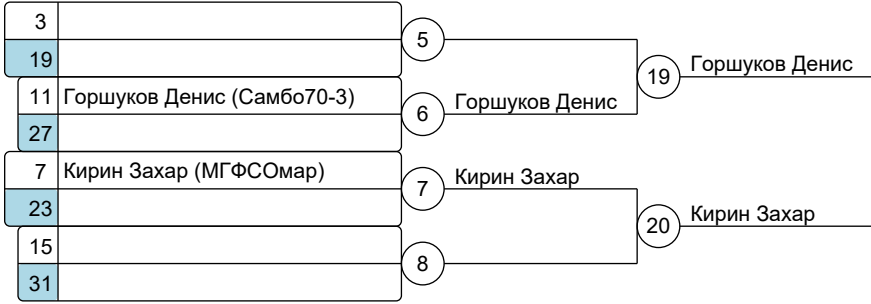 3
5
19
19 Горшуков Денис
11 Горшуков Денис (Самбо70-3)
6 Горшуков Денис
27
7 Кирин Захар (МГФСОмар)
7 Кирин Захар
23
20 Кирин Захар
15
8
31